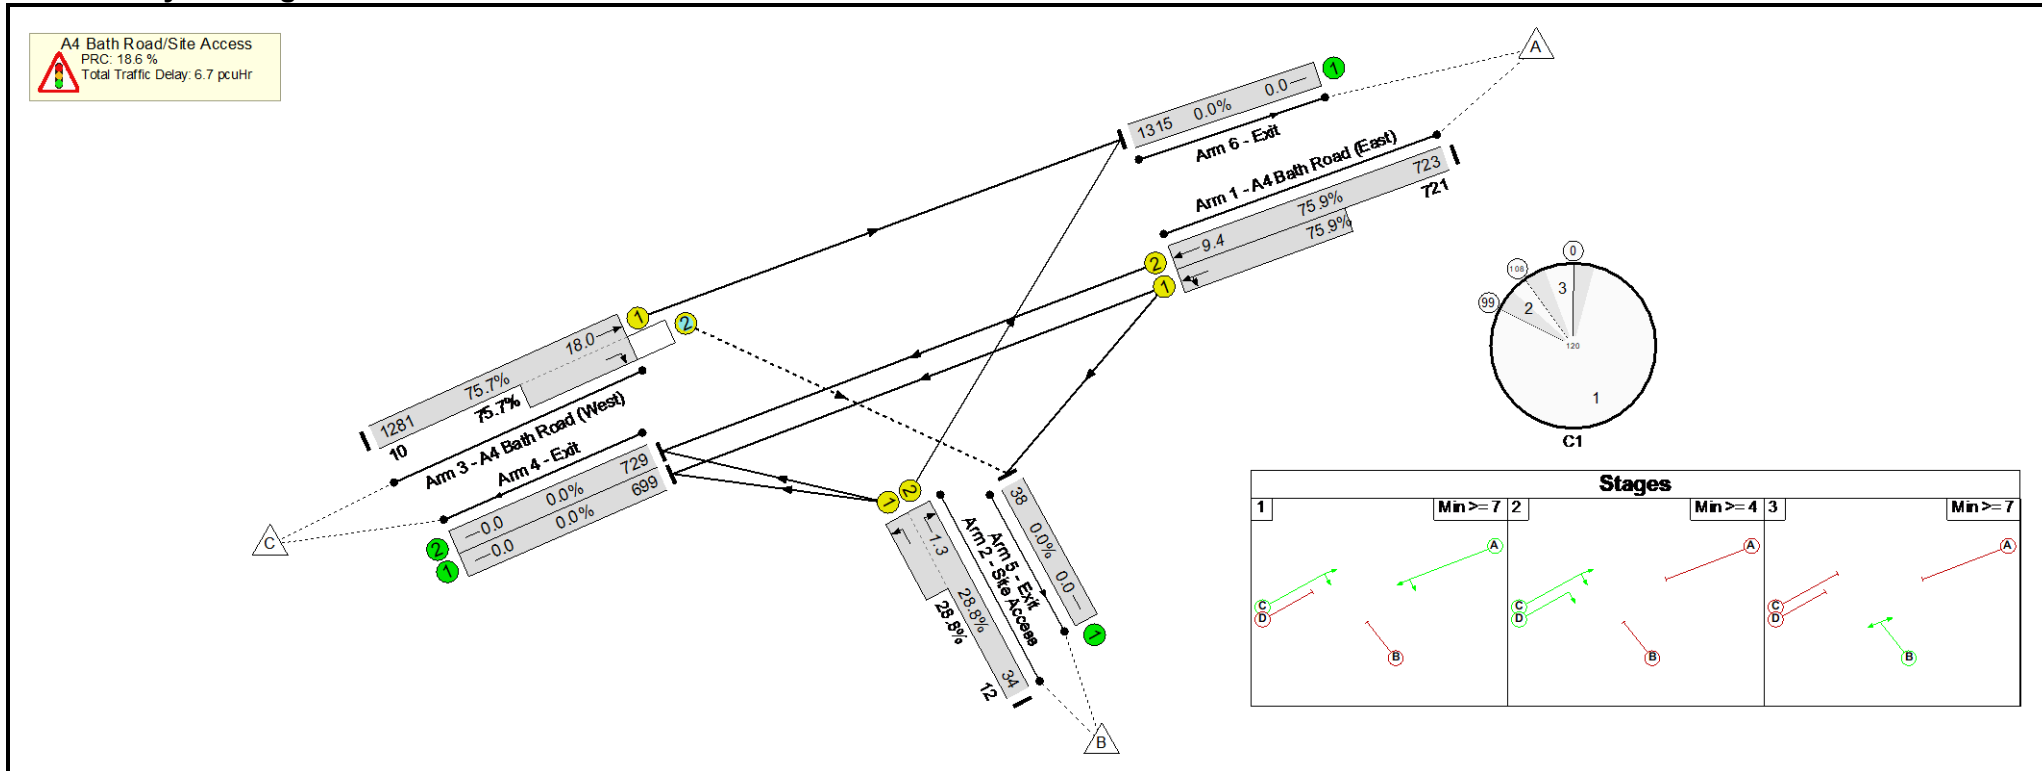 A4 Bath Road/Site Access
PRC: 18.6 %
Total Traffic Delay: 6.7 pcuHr
A
1
1315 0.0% 0.0
Arm 6 - Exit
Arm 1 - A4 Bath Road (East)
723
721
75.9%
75.9%
9.4
2
1
1
2
18.0
75.7%
1281
75.7%
10
Arm 3 - A4 Bath Road (West)
Arm 4 - Exit
729
0.0%
0.0
699
0.0%
0.0
2
1
C
1
2
1.3
28.8%
34
28.8%
12
Arm 2 - Site Access
Arm 5 - Exit
38 0.0% 0.0
1
B
0
108
99
3
2
120
1
C1
Stages
1 Min >= 7
A
C
D
B
2 Min >= 4
A
C
D
B
3 Min >= 7
A
C
D
B